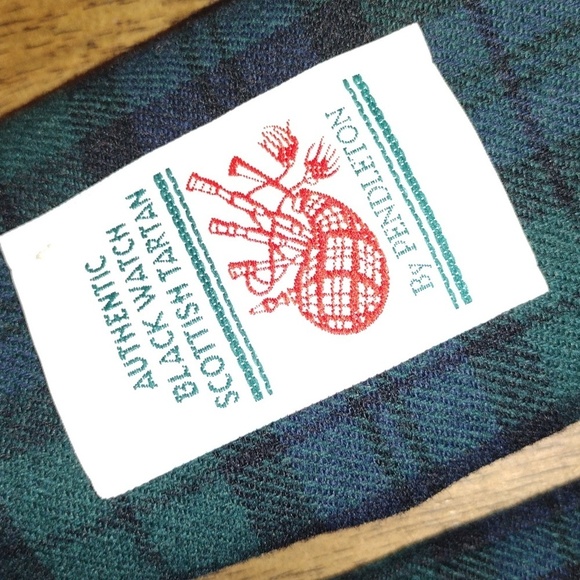 AUTHENTIC
BLACK WATCH
SCOTTISH TARTAN
BY PENDLETON